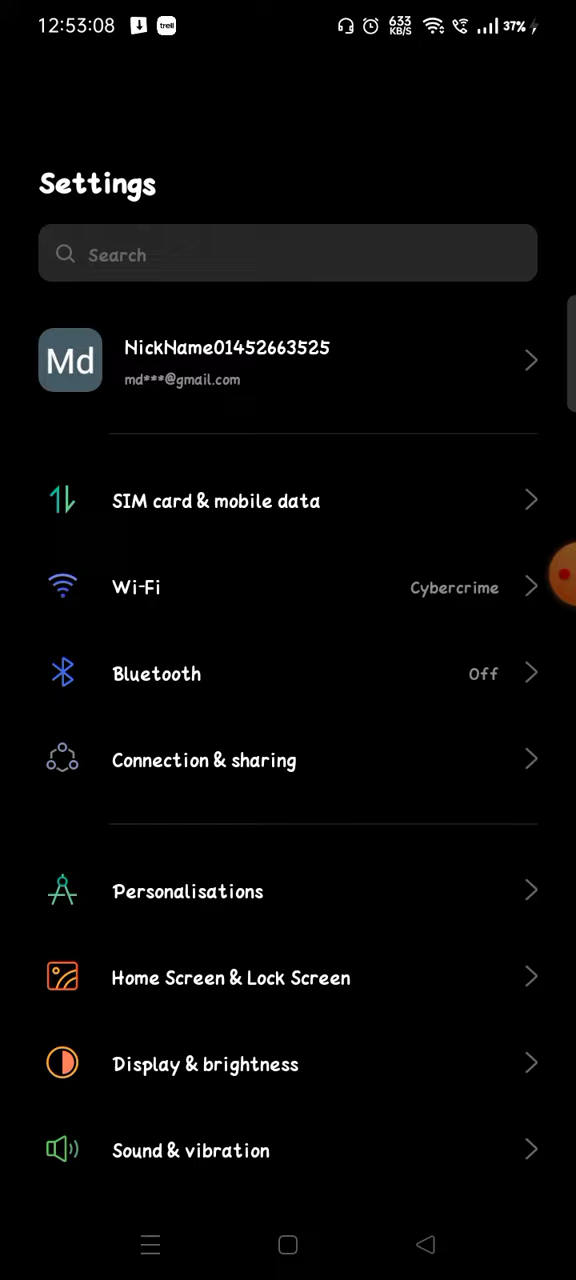 12:53:08 trell 633 KB/S 37%
Settings
Search
Md
NickName01452663525
md***@gmail.com
SIM card & mobile data
Wi-Fi Cybercrime
Bluetooth Off
Connection & sharing
Personalisations
Home Screen & Lock Screen
Display & brightness
Sound & vibration